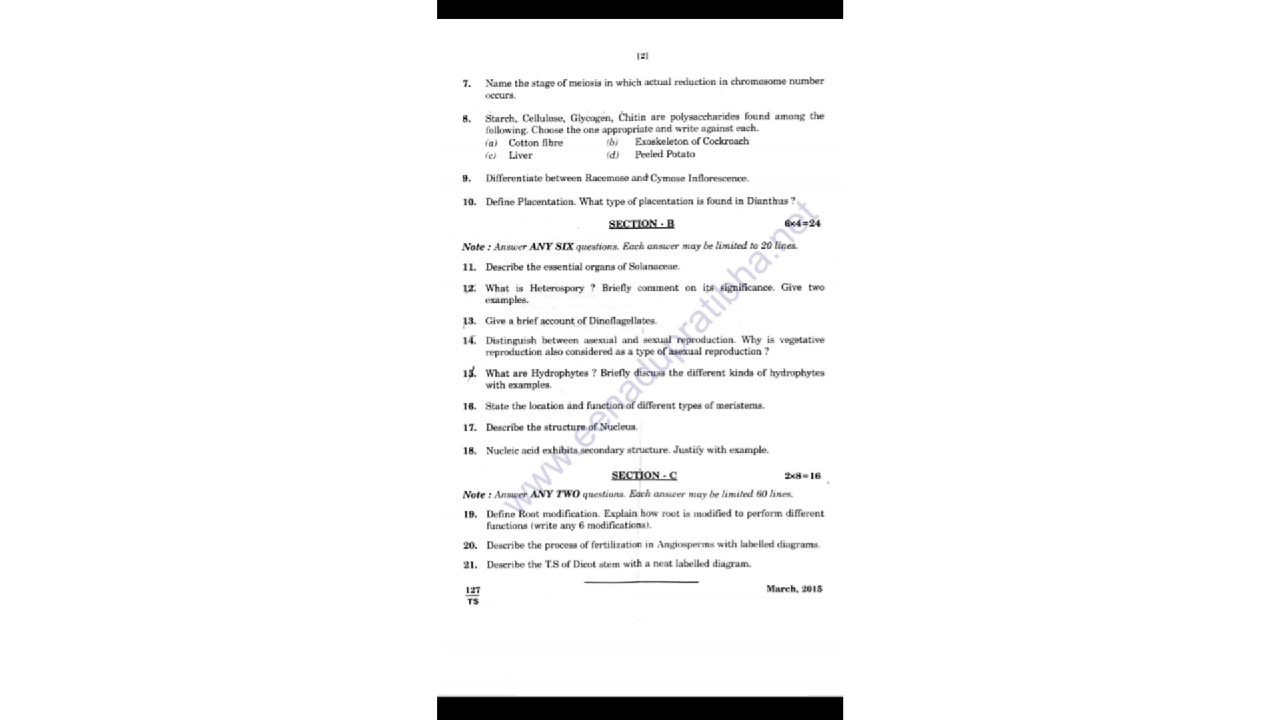 [2]
7. Name the stage of meiosis in which actual reduction in chromosome number
occurs.
8. Starch, Cellulose, Glycogen, Chitin are polysaccharides found among the
following. Choose the one appropriate and write against each.
(a) Cotton fibre (b) Exoskeleton of Cockroach
(c) Liver (d) Peeled Potato
9. Differentiate between Racemose and Cymose Inflorescence.
10. Define Placentation. What type of placentation is found in Dianthus ?
SECTION - B 6×4=24
Note : Answer ANY SIX questions. Each answer may be limited to 20 lines.
11. Describe the essential organs of Solanaceae.
12. What is Heterospory ? Briefly comment on its significance. Give two
examples.
13. Give a brief account of Dinoflagellates.
14. Distinguish between asexual and sexual reproduction. Why is vegetative
reproduction also considered as a type of asexual reproduction ?
15. What are Hydrophytes ? Briefly discuss the different kinds of hydrophytes
with examples.
16. State the location and function of different types of meristems.
17. Describe the structure of Nucleus.
18. Nucleic acid exhibits secondary structure. Justify with example.
SECTION - C 2×8=16
Note : Answer ANY TWO questions. Each answer may be limited 60 lines.
19. Define Root modification. Explain how root is modified to perform different
functions (write any 6 modifications).
20. Describe the process of fertilization in Angiosperms with labelled diagrams.
21. Describe the T.S of Dicot stem with a neat labelled diagram.
127 March, 2015
TS
www.eenadupratibha.net